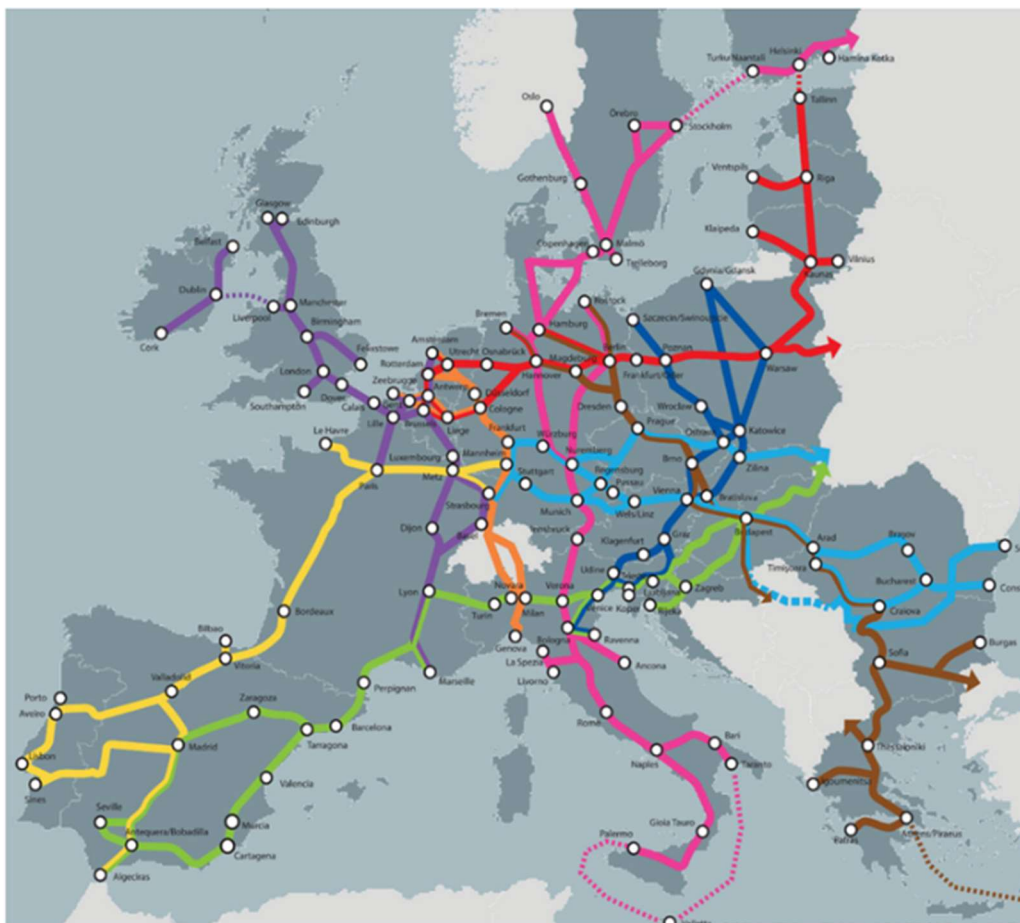 Helsinki
Turku/Naantali
Hamina Kotka
Tallinn
Oslo
Örebro
Stockholm
Ventspils
Riga
Gothenburg
Glasgow
Edinburgh
Klaipeda
Belfast
Copenhagen
Malmö
Trelleborg
Vilnius
Kaunas
Gdynia/Gdansk
Dublin
Liverpool
Manchester
Rostock
Szczecin/Swinoujscie
Cork
Birmingham
Bremen
Hamburg
Felixstowe
Amsterdam
Utrecht
Osnabrück
Berlin
Poznan
Rotterdam
Magdeburg
Hannover
Frankfurt/Oder
Warsaw
London
Zeebrugge
Antwerp
Düsseldorf
Southampton
Dover
Calais
Gent
Cologne
Dresden
Wroclaw
Lille
Brussels
Liege
Prague
Katowice
Ostrava
Le Havre
Frankfurt
Würzburg
Luxembourg
Mannheim
Nuremberg
Brno
Zilina
Paris
Metz
Stuttgart
Regensburg
Passau
Strasbourg
Munich
Wels/Linz
Vienna
Bratislava
Dijon
Basel
Innsbruck
Klagenfurt
Graz
Budapest
Arad
Brasov
Udine
Timişoara
Lyon
Novara
Verona
Ljubljana
Zagreb
Bucharest
Turin
Milan
Venice
Koper
Rijeka
Craiova
Bordeaux
Genova
Bologna
Ravenna
Bilbao
Vitoria
La Spezia
Ancona
Sofia
Burgas
Livorno
Marseille
Valladolid
Perpignan
Porto
Aveiro
Zaragoza
Rome
Barcelona
Madrid
Tarragona
Bari
Thessaloniki
Lisbon
Naples
Taranto
Valencia
Igoumenitsa
Sines
Seville
Antequera/Bobadilla
Murcia
Gioia Tauro
Palermo
Athens/Piraeus
Patras
Cartagena
Algeciras